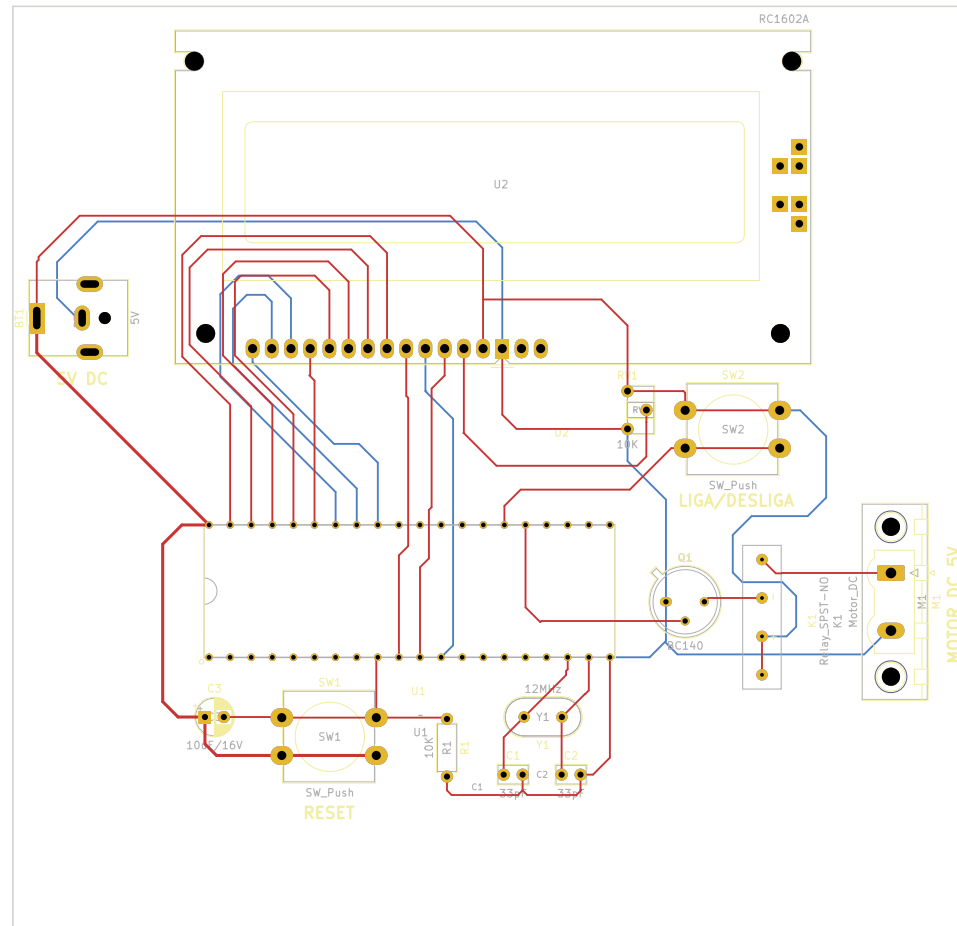 RC1602A
U2
BT1
5V
5V DC
RV1
RV1
10K
U2
SW2
SW2
SW_Push
LIGA/DESLIGA
Q1
BC140
K1
Relay_SPST-NO
K1
Motor_DC
M1
M1
MOTOR DC 5V
C3
10uF/16V
SW1
SW1
SW_Push
RESET
U1
U1
10K
R1
R1
12MHz
Y1
Y1
C1
C1
33pF
C2
C2
33pF